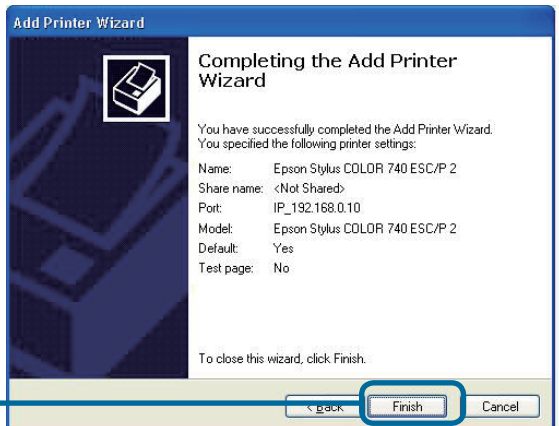 Add Printer Wizard
Completing the Add Printer
Wizard
You have successfully completed the Add Printer Wizard.
You specified the following printer settings:
Name: Epson Stylus COLOR 740 ESC/P 2
Share name: <Not Shared>
Port: IP_192.168.0.10
Model: Epson Stylus COLOR 740 ESC/P 2
Default: Yes
Test page: No
To close this wizard, click Finish.
< Back Finish Cancel